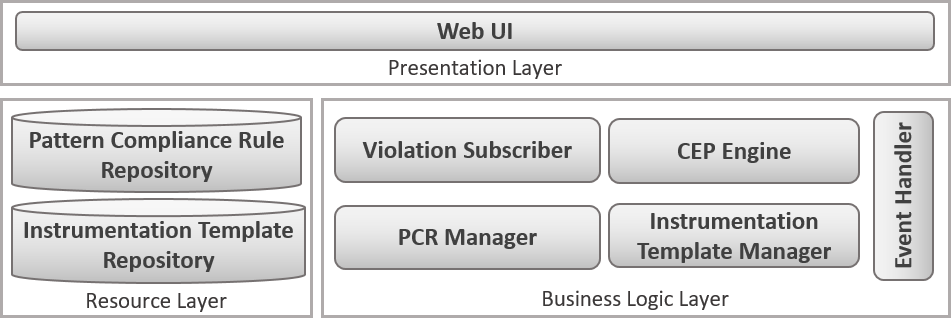 Web UI
Presentation Layer
Pattern Compliance Rule
Repository
Instrumentation Template
Repository
Resource Layer
Violation Subscriber
CEP Engine
PCR Manager
Instrumentation
Template Manager
Event Handler
Business Logic Layer